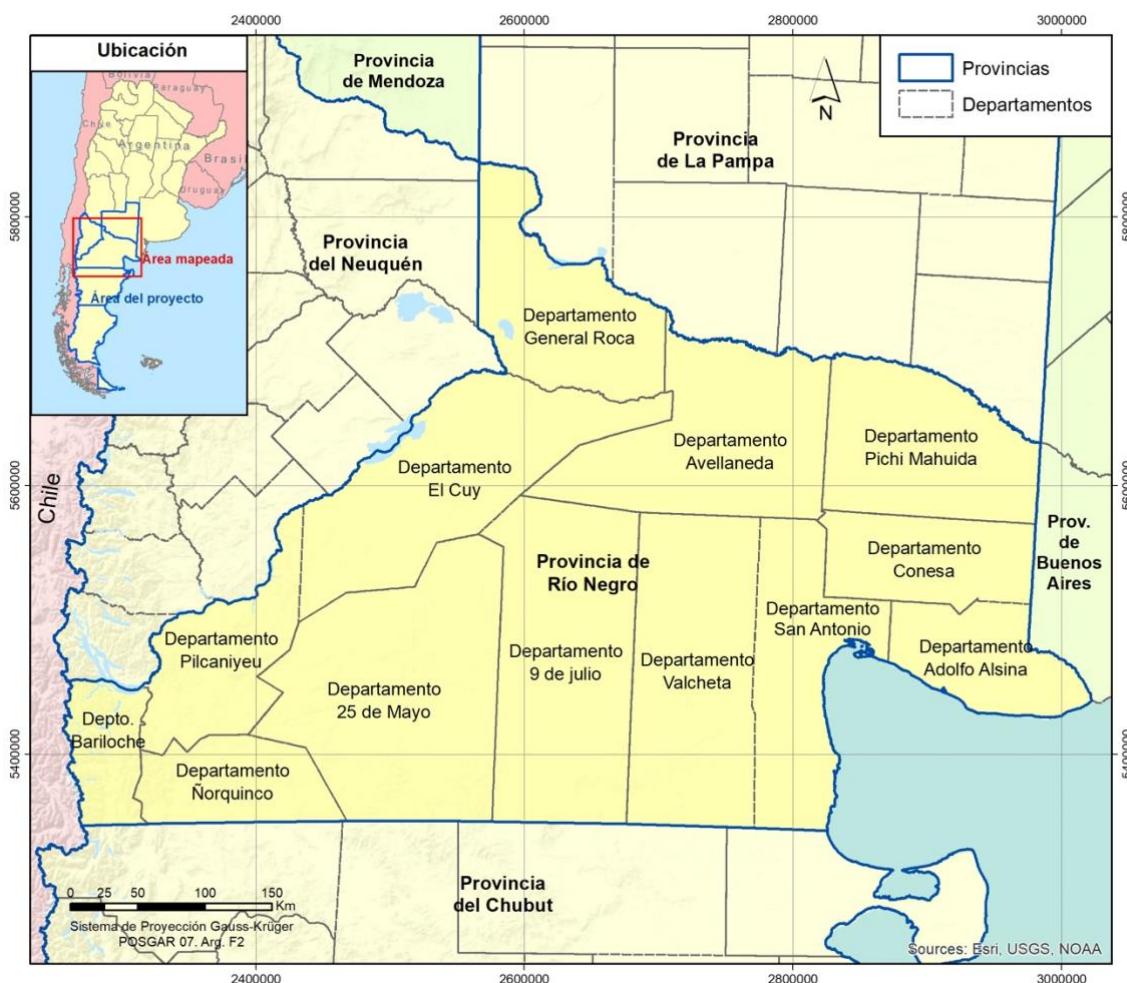 2400000
2600000
2800000
3000000
Ubicación
Bolivia
Paraguay
Chile
Argentina
Brasil
Uruguay
Área mapeada
Área del proyecto
Provincia
de Mendoza
Provincia
de La Pampa
N
Provincias
Departamentos
5800000
5800000
Provincia
del Neuquén
Departamento
General Roca
Departamento
El Cuy
Departamento
Avellaneda
Departamento
Pichi Mahuida
5600000
5600000
Chile
Provincia de
Río Negro
Departamento
Conesa
Prov.
de
Buenos
Aires
Departamento
Pilcaniyeu
Departamento
25 de Mayo
Departamento
9 de julio
Departamento
Valcheta
Departamento
San Antonio
Departamento
Adolfo Alsina
Depto.
Bariloche
Departamento
Ñorquinco
5400000
5400000
Provincia
del Chubut
0 25 50 100 150
Km
Sistema de Proyección Gauss-Krüger
POSGAR 07. Arg. F2
Sources: Esri, USGS, NOAA
2400000
2600000
2800000
3000000